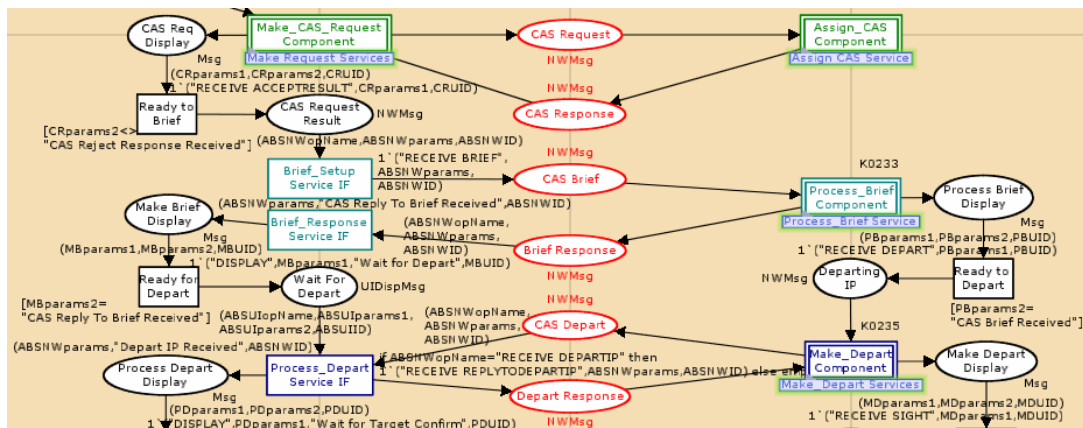 CAS Req
Display
Make_CAS_Request
Component
Make Request Services
CAS Request
NWMsg
Assign_CAS
Component
Assign CAS Service
Msg
(CRparams1,CRparams2,CRUID)
1`("RECEIVE ACCEPTRESULT",CRparams1,CRUID)
Ready to
Brief
CAS Request
Result
NWMsg
CAS Response
NWMsg
[CRparams2<>
"CAS Reject Response Received"]
(ABSNWopName,ABSNWparams,ABSNWID)
Brief_Setup
Service IF
1`("RECEIVE BRIEF",
ABSNWparams,
ABSNWID)
CAS Brief
NWMsg
K0233
Process_Brief
Component
Process_Brief Service
Process Brief
Display
Msg
(ABSNWparams,"CAS Reply To Brief Received",ABSNWID)
Make Brief
Display
Brief_Response
Service IF
(ABSNWopName,
ABSNWparams,
ABSNWID)
Brief Response
NWMsg
Msg
(MBparams1,MBparams2,MBUID)
1`("DISPLAY",MBparams1,"Wait for Depart",MBUID)
(PBparams1,PBparams2,PBUID)
1`("RECEIVE DEPART",PBparams1,PBUID)
Ready for
Depart
Wait For
Depart
UIDispMsg
NWMsg
Departing
IP
Ready to
Depart
[MBparams2=
"CAS Reply To Brief Received"]
[PBparams2=
"CAS Brief Received"]
(ABSUIopName,ABSUIparams1,
ABSUIparams2,ABSUIID)
(ABSNWopName,
ABSNWparams,
ABSNWID)
NWMsg
CAS Depart
K0235
(ABSNWparams,"Depart IP Received",ABSNWID)
Process Depart
Display
Process_Depart
Service IF
if ABSNWopName="RECEIVE DEPARTIP" then
1`("RECEIVE REPLYTODEPARTIP",ABSNWparams,ABSNWID) else
Make_Depart
Component
Make_Depart Services
Make Depart
Display
Msg
Depart Response
NWMsg
Msg
(PDparams1,PDparams2,PDUID)
1`("DISPLAY",PDparams1,"Wait for Target Confirm",PDUID)
(MDparams1,MDparams2,MDUID)
1`("RECEIVE SIGHT",MDparams1,MDUID)